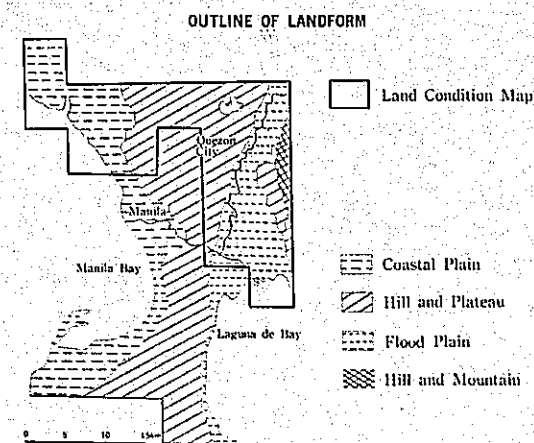 OUTLINE OF LANDFORM
Land Condition Map
Quezon
City
Manila
Manila Bay
Coastal Plain
Hill and Plateau
Laguna de Bay
Flood Plain
Hill and Mountain
0 5 10 15km